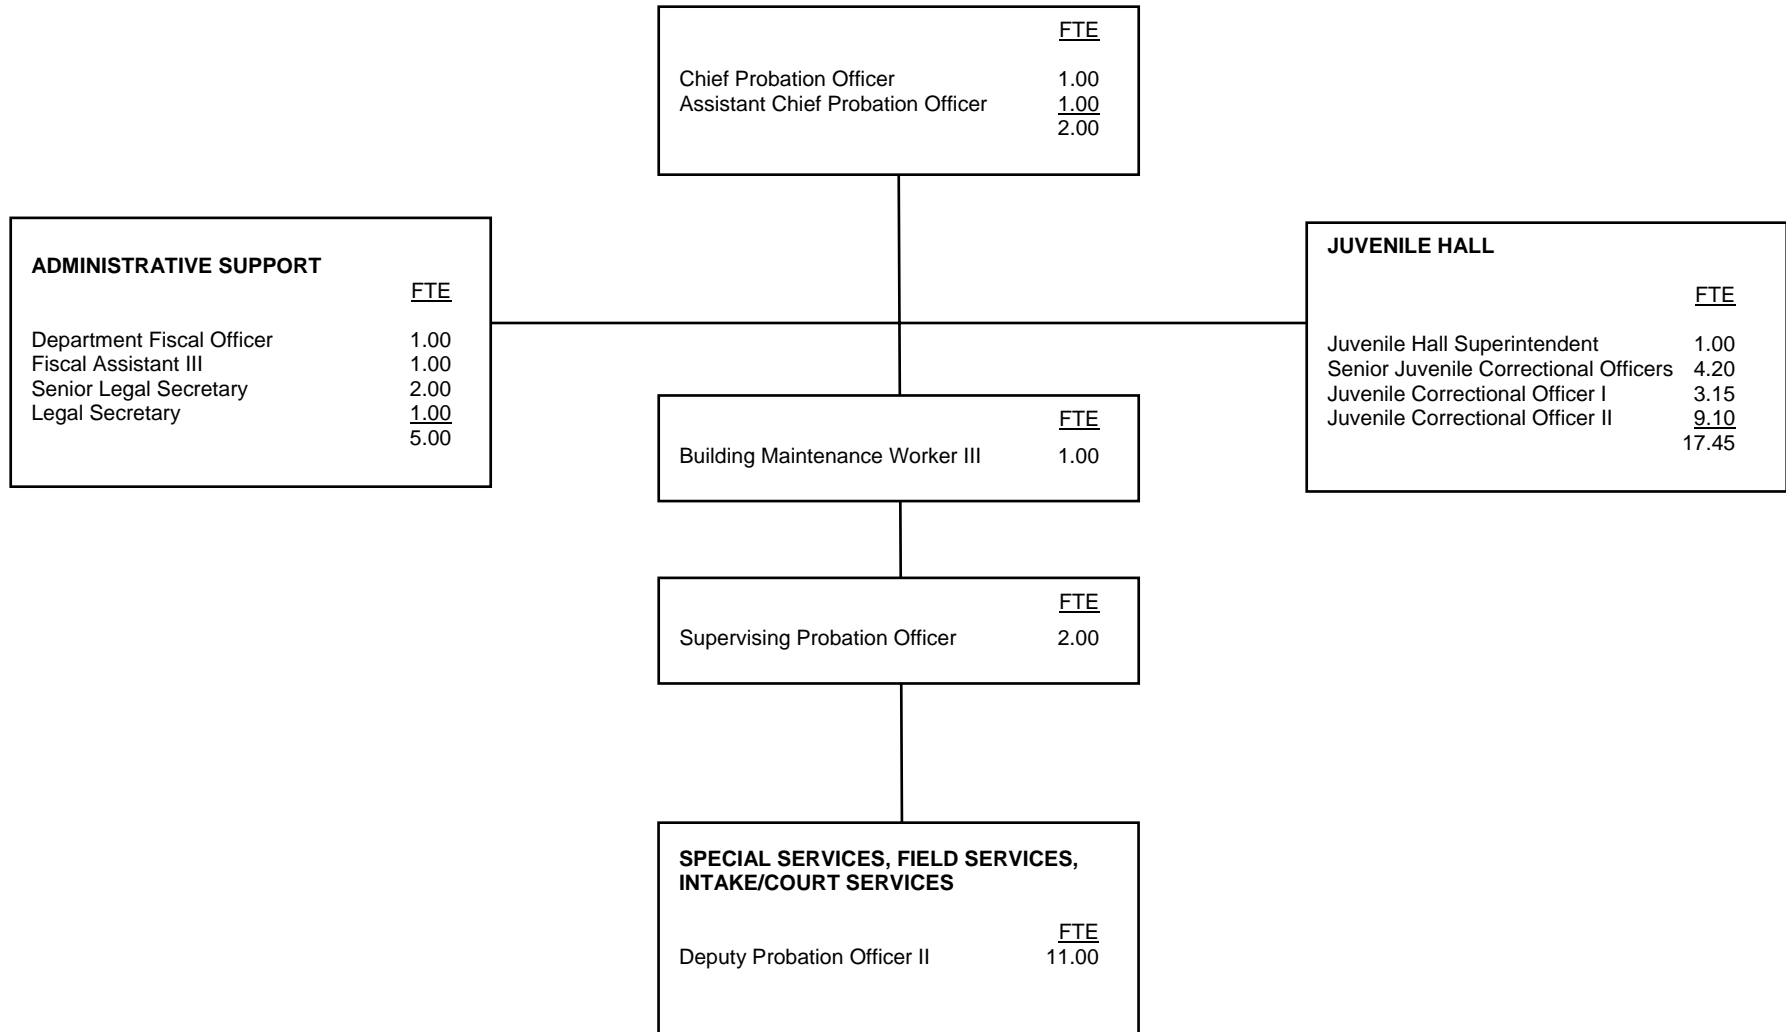 FTE
Chief Probation Officer 1.00
Assistant Chief Probation Officer 1.00
2.00
ADMINISTRATIVE SUPPORT
FTE
Department Fiscal Officer 1.00
Fiscal Assistant III 1.00
Senior Legal Secretary 2.00
Legal Secretary 1.00
5.00
JUVENILE HALL
FTE
Juvenile Hall Superintendent 1.00
Senior Juvenile Correctional Officers 4.20
Juvenile Correctional Officer I 3.15
Juvenile Correctional Officer II 9.10
17.45
FTE
Building Maintenance Worker III 1.00
FTE
Supervising Probation Officer 2.00
SPECIAL SERVICES, FIELD SERVICES,
INTAKE/COURT SERVICES
FTE
Deputy Probation Officer II 11.00